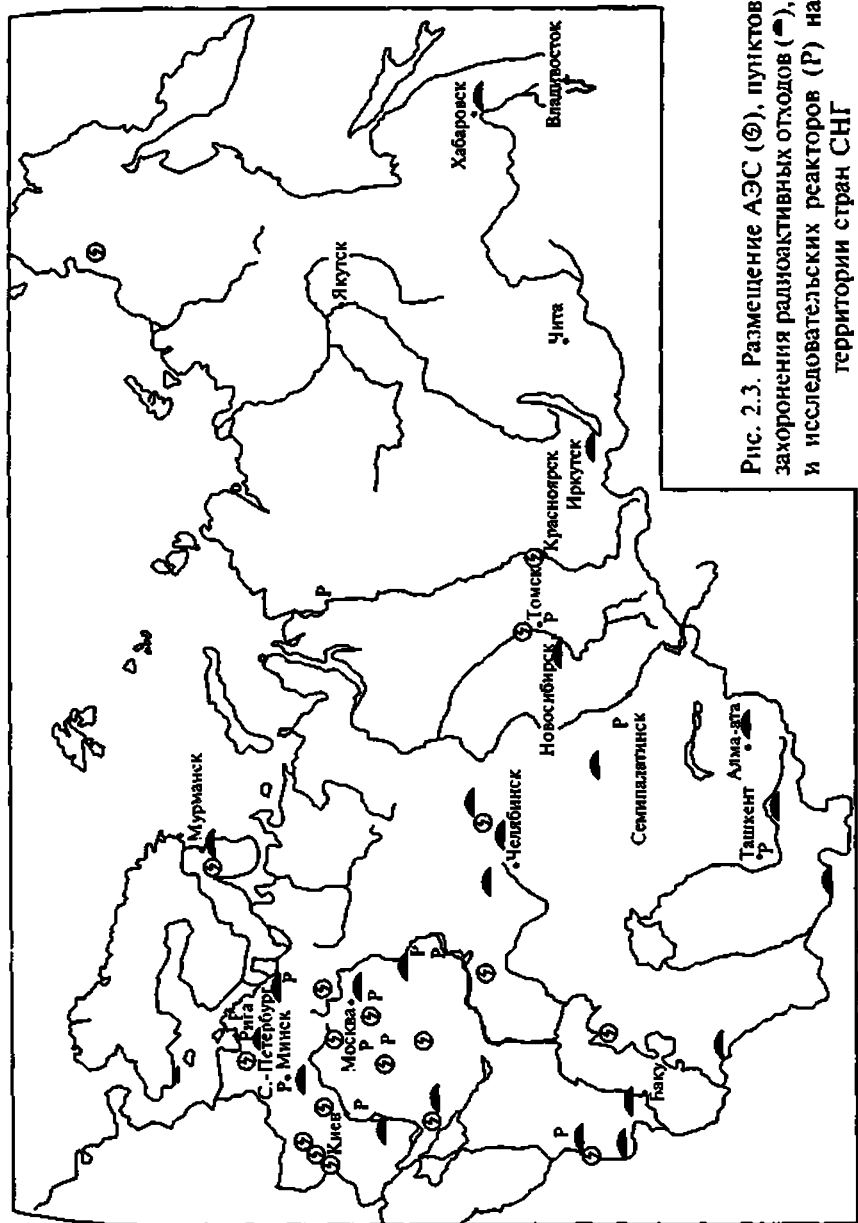 Мурманск
С.-Петербург
Рига
Р. Минск
Р
Р
Москва
Р
Р
Р
Р
Р
Р
Киев
Р
Баку
Челябинск
Новосибирск
Томск
Р
Красноярск
Иркутск
Р
Якутск
Чита
Хабаровск
Владивосток
Семипалатинск
Р
Ташкент
Р
Алма-ата
Рис. 2.3. Размещение АЭС (), пунктов
захоронения радиоактивных отходов (),
и исследовательских реакторов (Р) на
территории стран СНГ